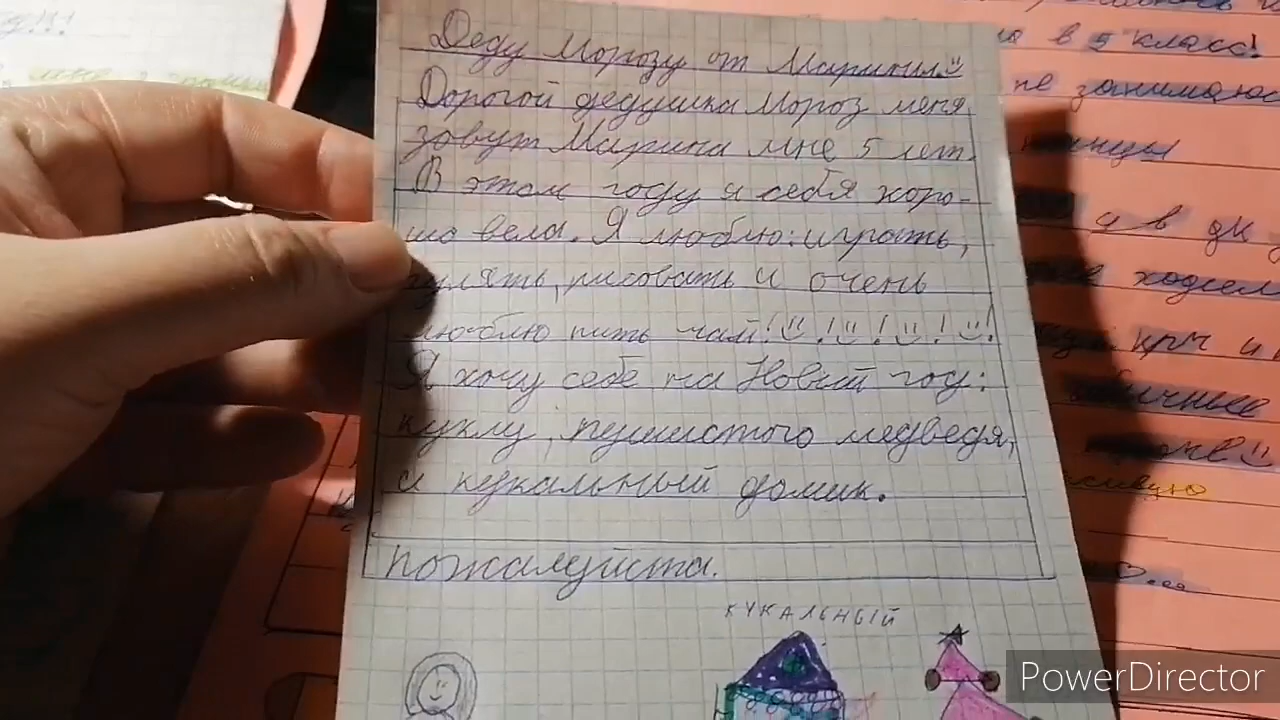 Деду Морозу от Марины
Дорогой дедушка Мороз меня
зовут Марина мне 5 лет.
В этом году я себя хоро-
шо вела. Я люблю: играть,
гулять, рисовать и очень
люблю пить чай! ! ! ! !
Я хочу себе на Новый год:
куклу, пушистого медведя,
и кукальный домик.
пожалуйста.
КУКАЛЬНЫЙ
в 5 класс!
не занимаюсь
у в дк
ходил
и
PowerDirector